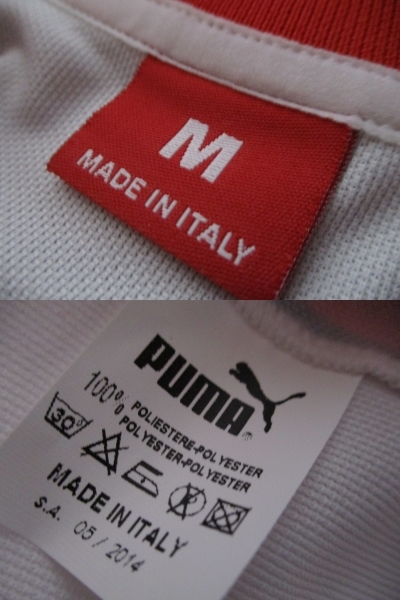 M
MADE IN ITALY
PUMA
100% POLIESTERE-POLYESTER
POLYESTER-POLYESTER
30°
MADE IN ITALY
S.A. 05/2014